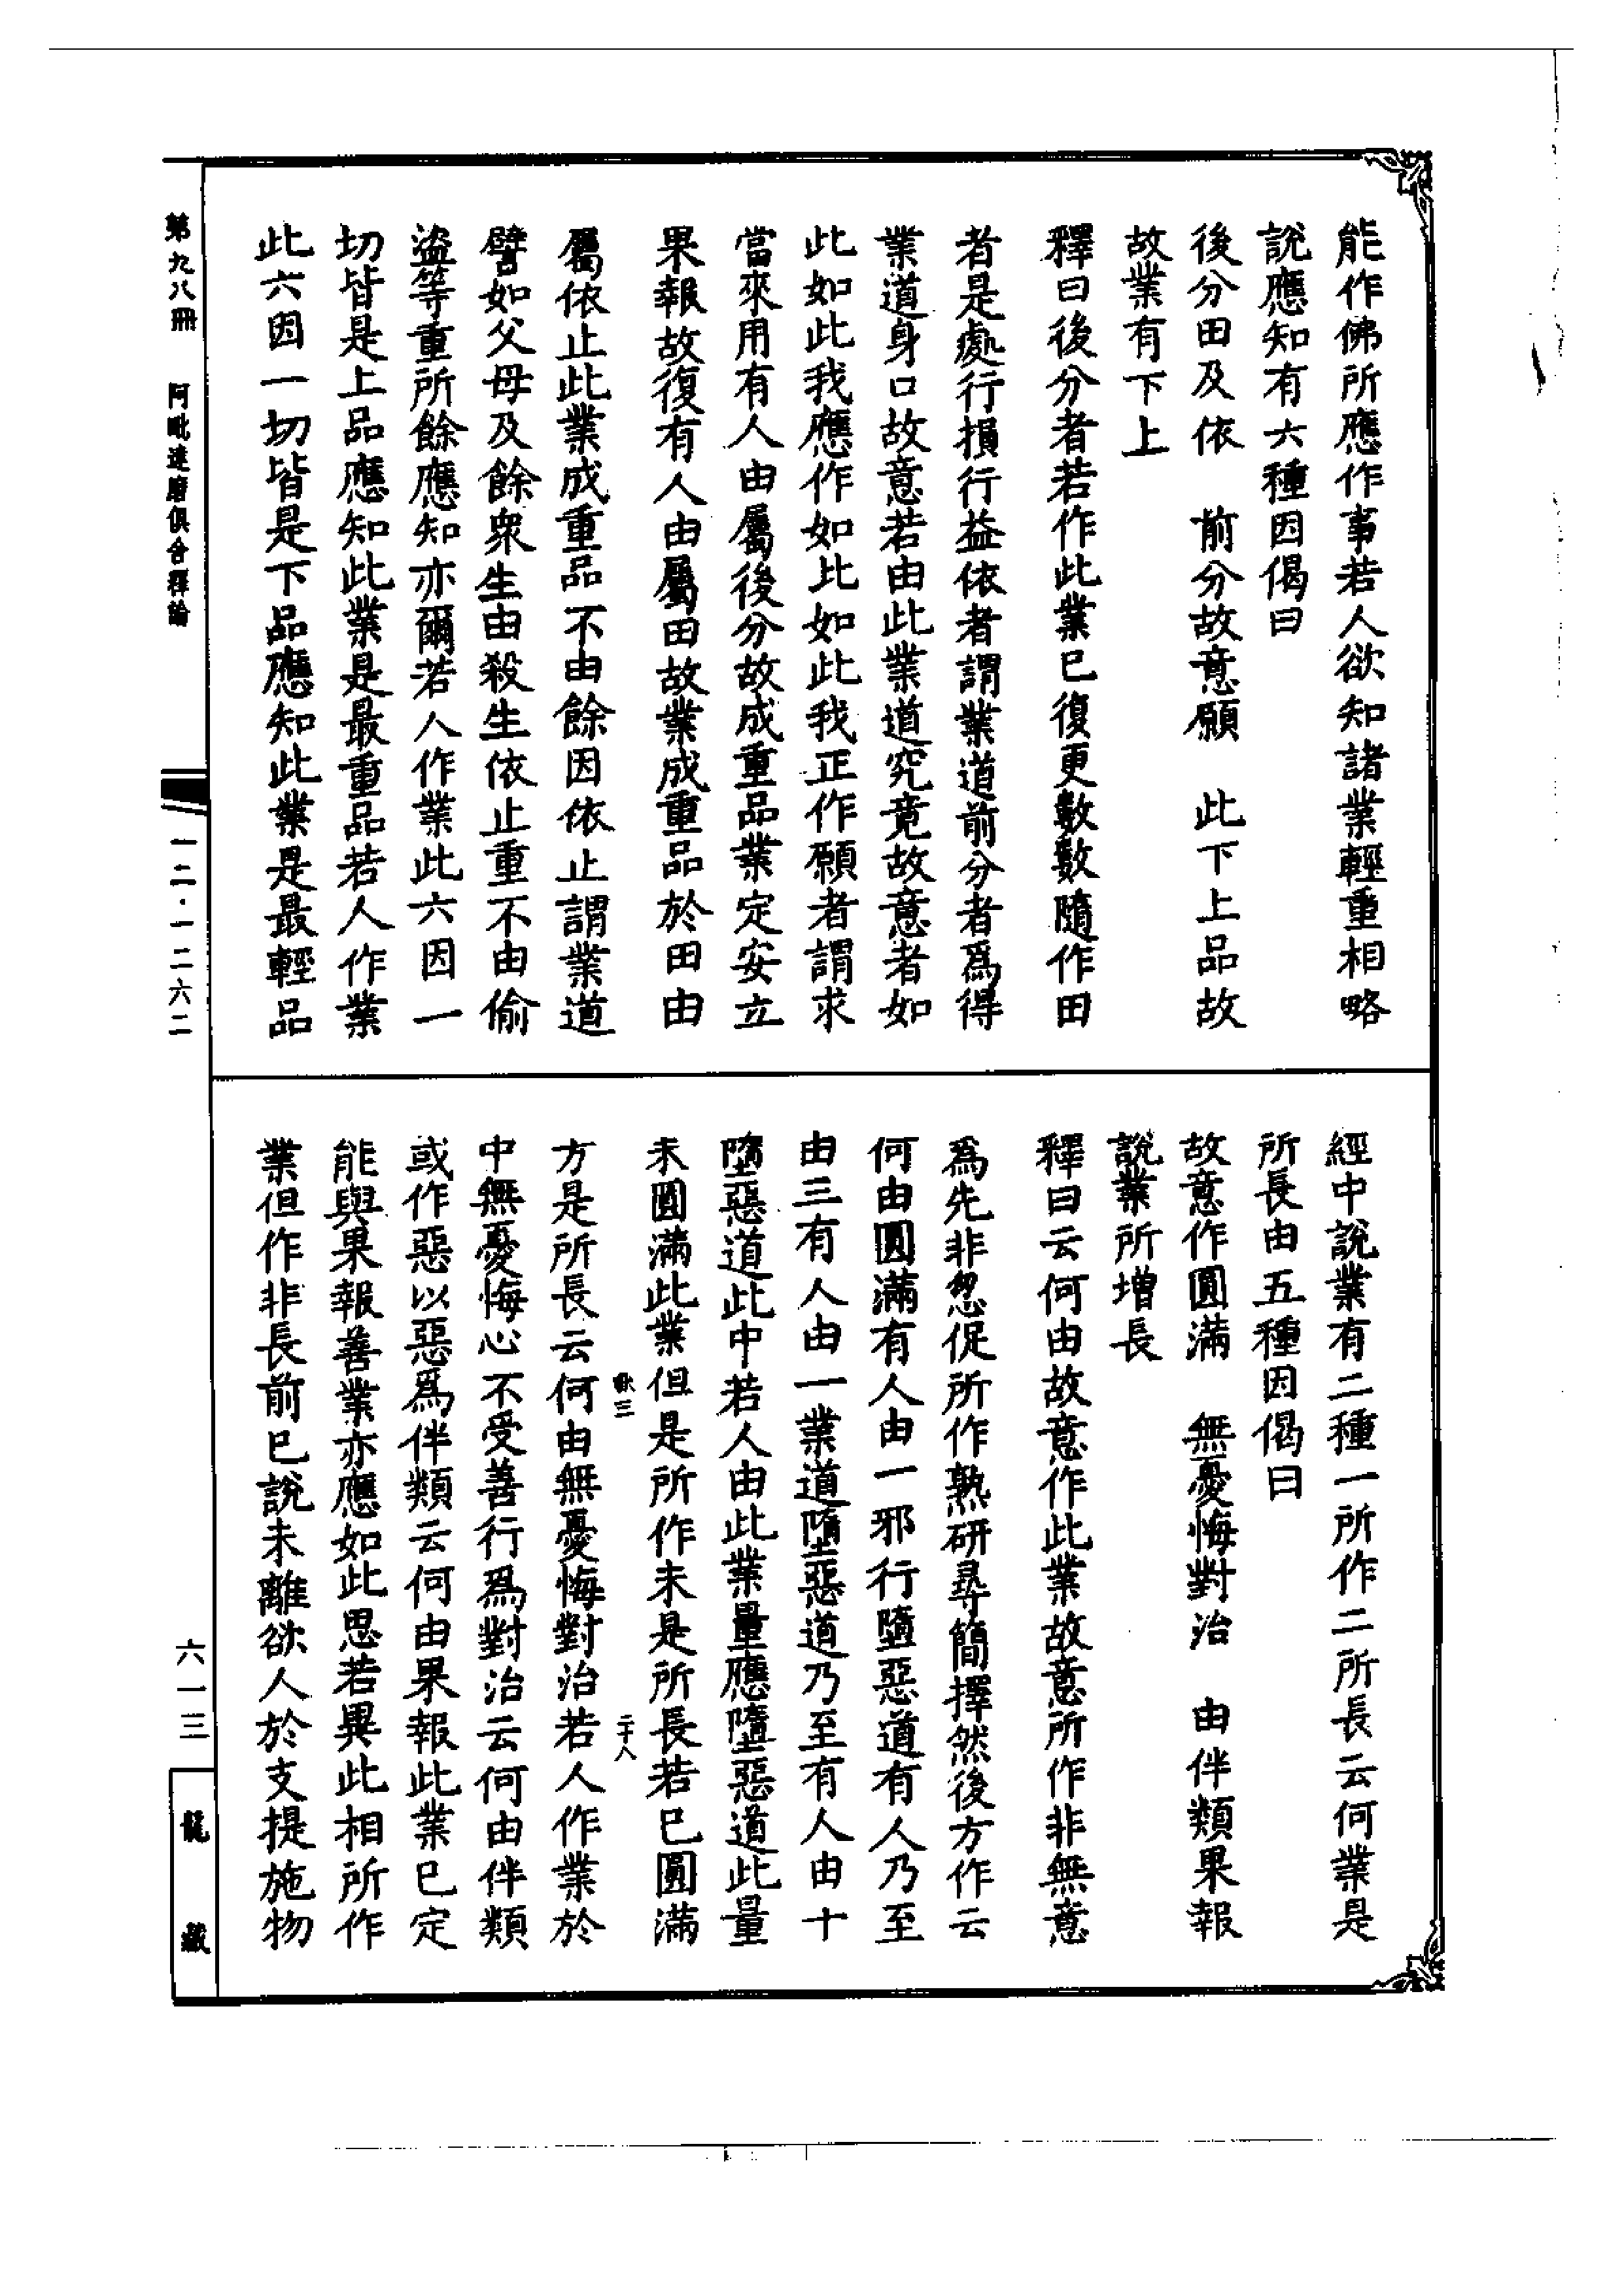 能作佛所應作事若人欲知諸業輕重相略
說應知有六種因偈曰
後分田及依　前分故意願　此下上品故
故業有下上
釋曰後分者若作此業已復更數數隨作田
者是處行損行益依者謂業道前分者爲得
業道身口故意若由此業道究竟故意者如
此如此我應作如比如此我正作願者謂求
當來用有人由屬後分故成重品業定安立
果報故復有人由屬田故業成重品於田由
屬依止此業成重品不由餘因依止謂業道
譬如父母及餘衆生由殺生依止重不由偷
盜等重所餘應知亦爾若人作業此六因一
切皆是上品應知此業是最重品若人作業
此六因一切皆是下品應知此業是最輕品
經中說業有二種一所作二所長云何業是
所長由五種因偈曰
故意作圓滿　無憂悔對治　由伴類果報
說業所增長
釋曰云何由故意作此業故意所作非無意
爲先非怱促所作熟研尋簡擇然後方作云
何由圓滿有人由一邪行墮惡道有人乃至
由三有人由一業道墮惡道乃至有人由十
墮惡道此中若人由此業量應墮惡道此量
未圓滿此業但是所作未是所長若已圓滿
三　二十八
方是所長云何由無憂悔對治若人作業於
中無憂悔心不受善行爲對治云何由伴類
或作惡以惡爲伴類云何由果報此業已定
能與果報善業亦應如此思若異此相所作
業但作非長前已說未離欲人於支提施物
第九八冊　阿毗達磨俱舍釋論
一二·一二六二
六一三
龍藏